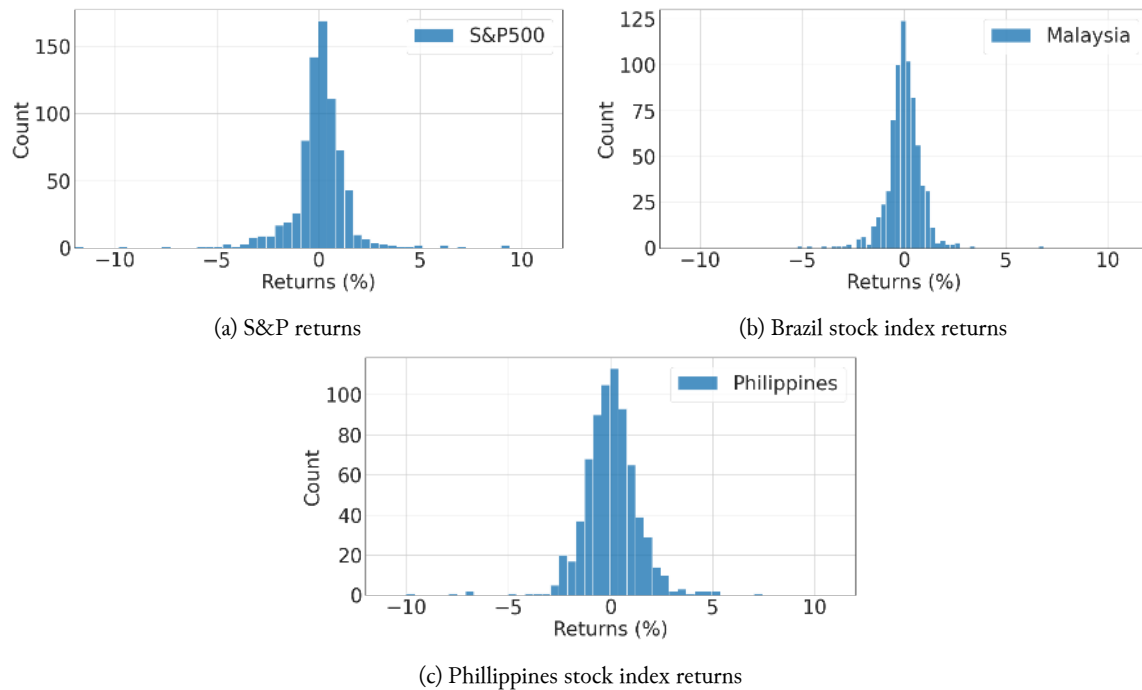 S&P500
Count
150
100
50
0
−10
−5
0
5
10
Returns (%)
(a) S&P returns
Malaysia
Count
125
100
75
50
25
0
−10
−5
0
5
10
Returns (%)
(b) Brazil stock index returns
Philippines
Count
100
80
60
40
20
0
−10
−5
0
5
10
Returns (%)
(c) Phillippines stock index returns